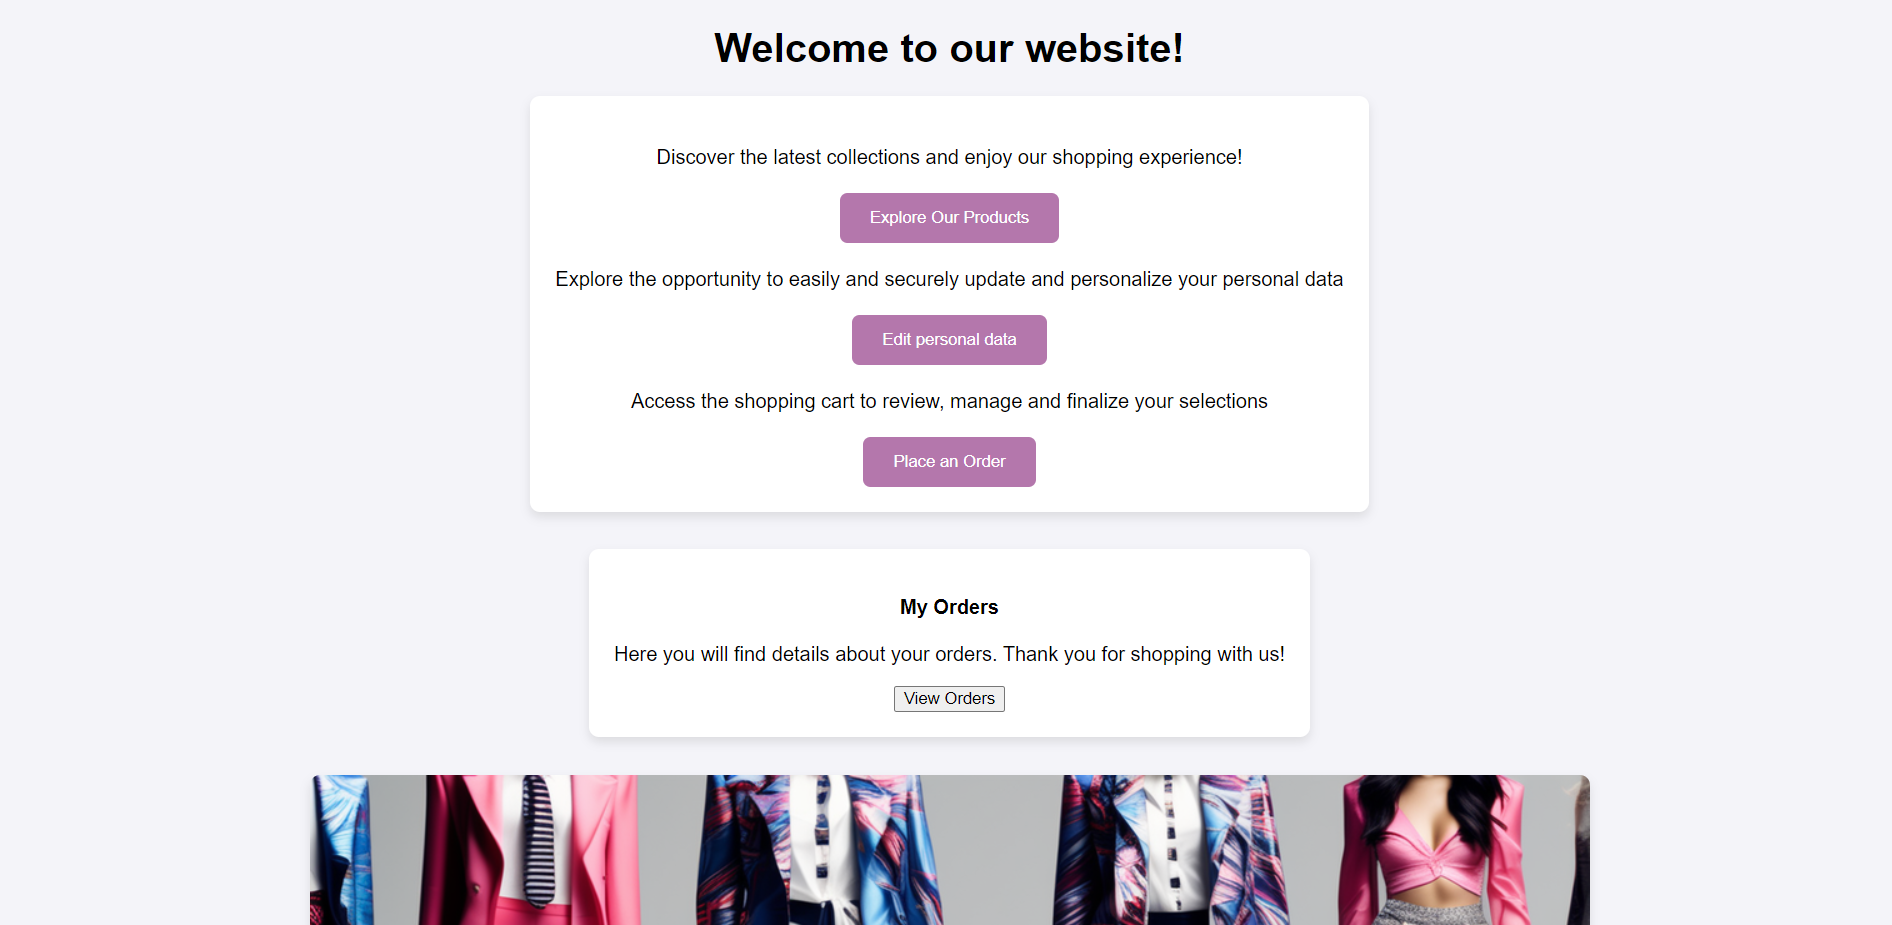 Welcome to our website!
Discover the latest collections and enjoy our shopping experience!
Explore Our Products
Explore the opportunity to easily and securely update and personalize your personal data
Edit personal data
Access the shopping cart to review, manage and finalize your selections
Place an Order
My Orders
Here you will find details about your orders. Thank you for shopping with us!
View Orders